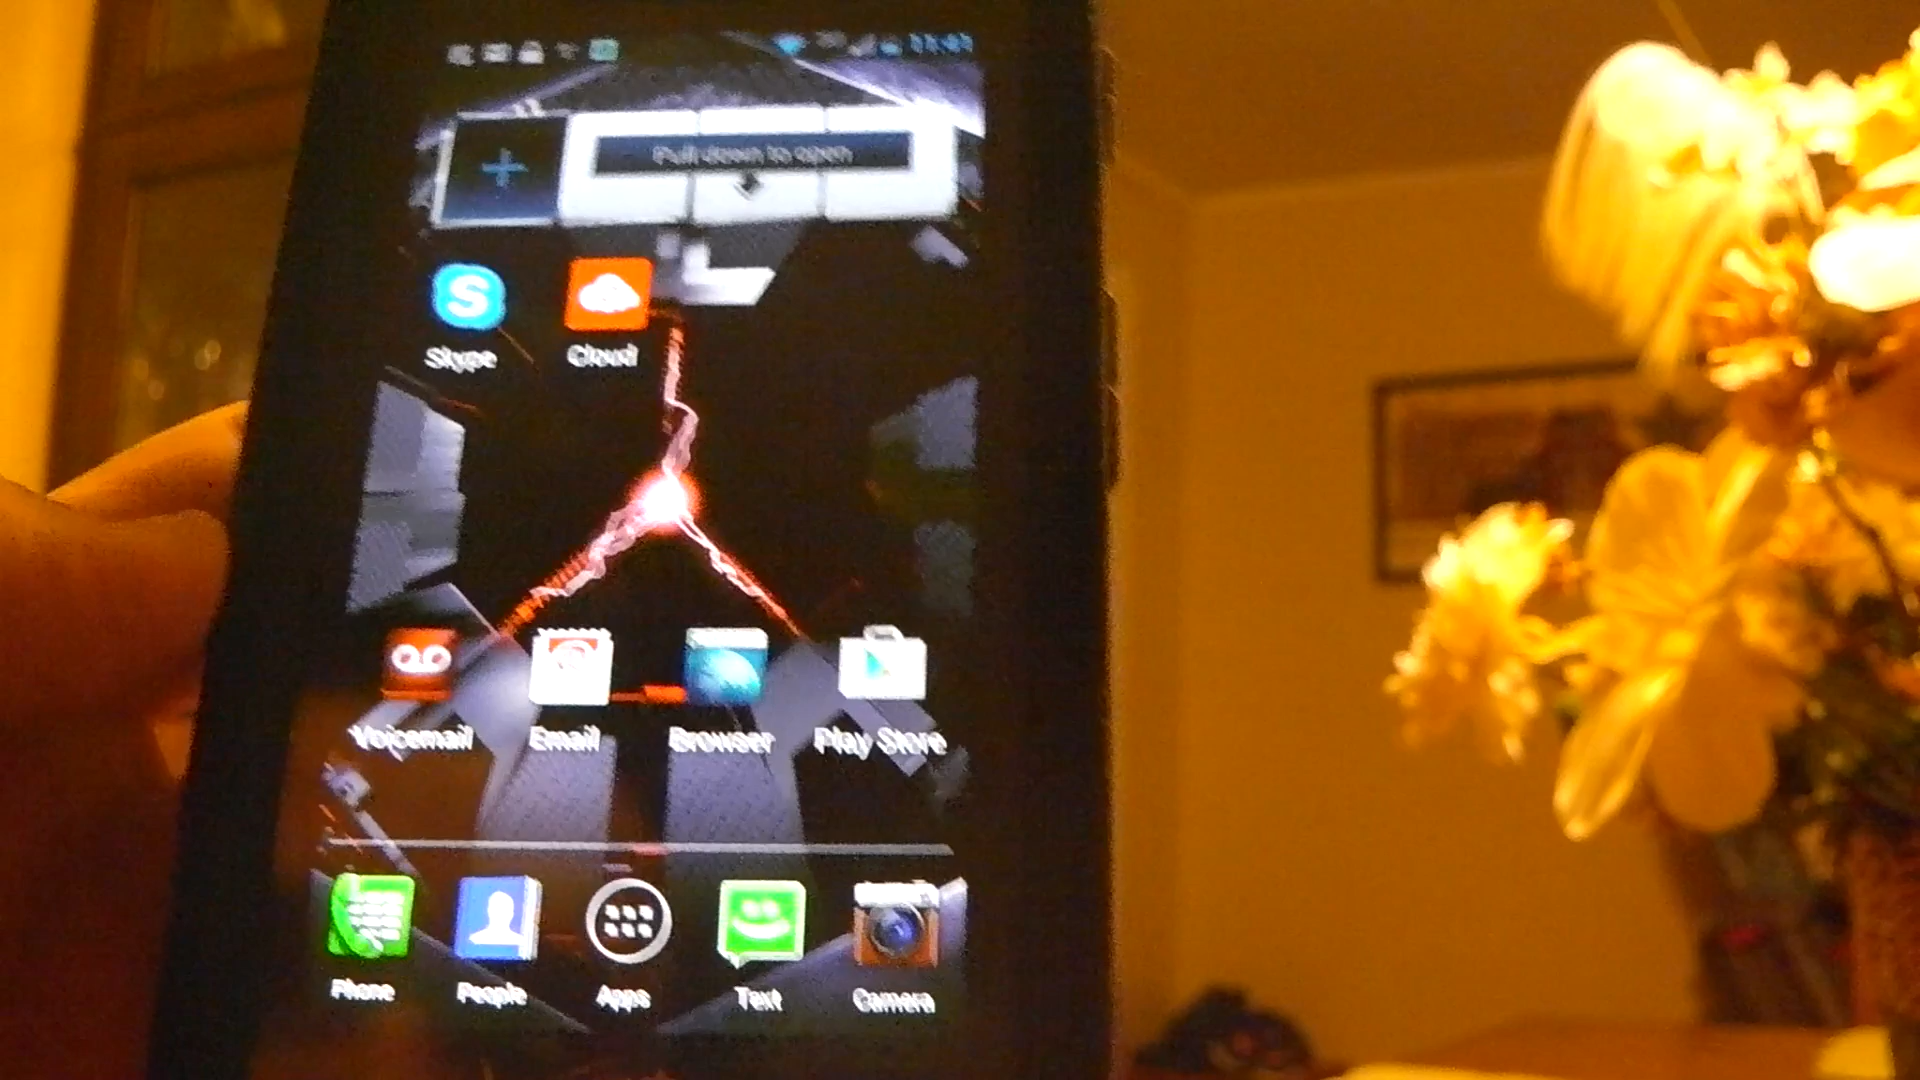 Pull down to open
Skype Cloud
Voicemail Email Browser Play Store
Phone People Apps Text Camera